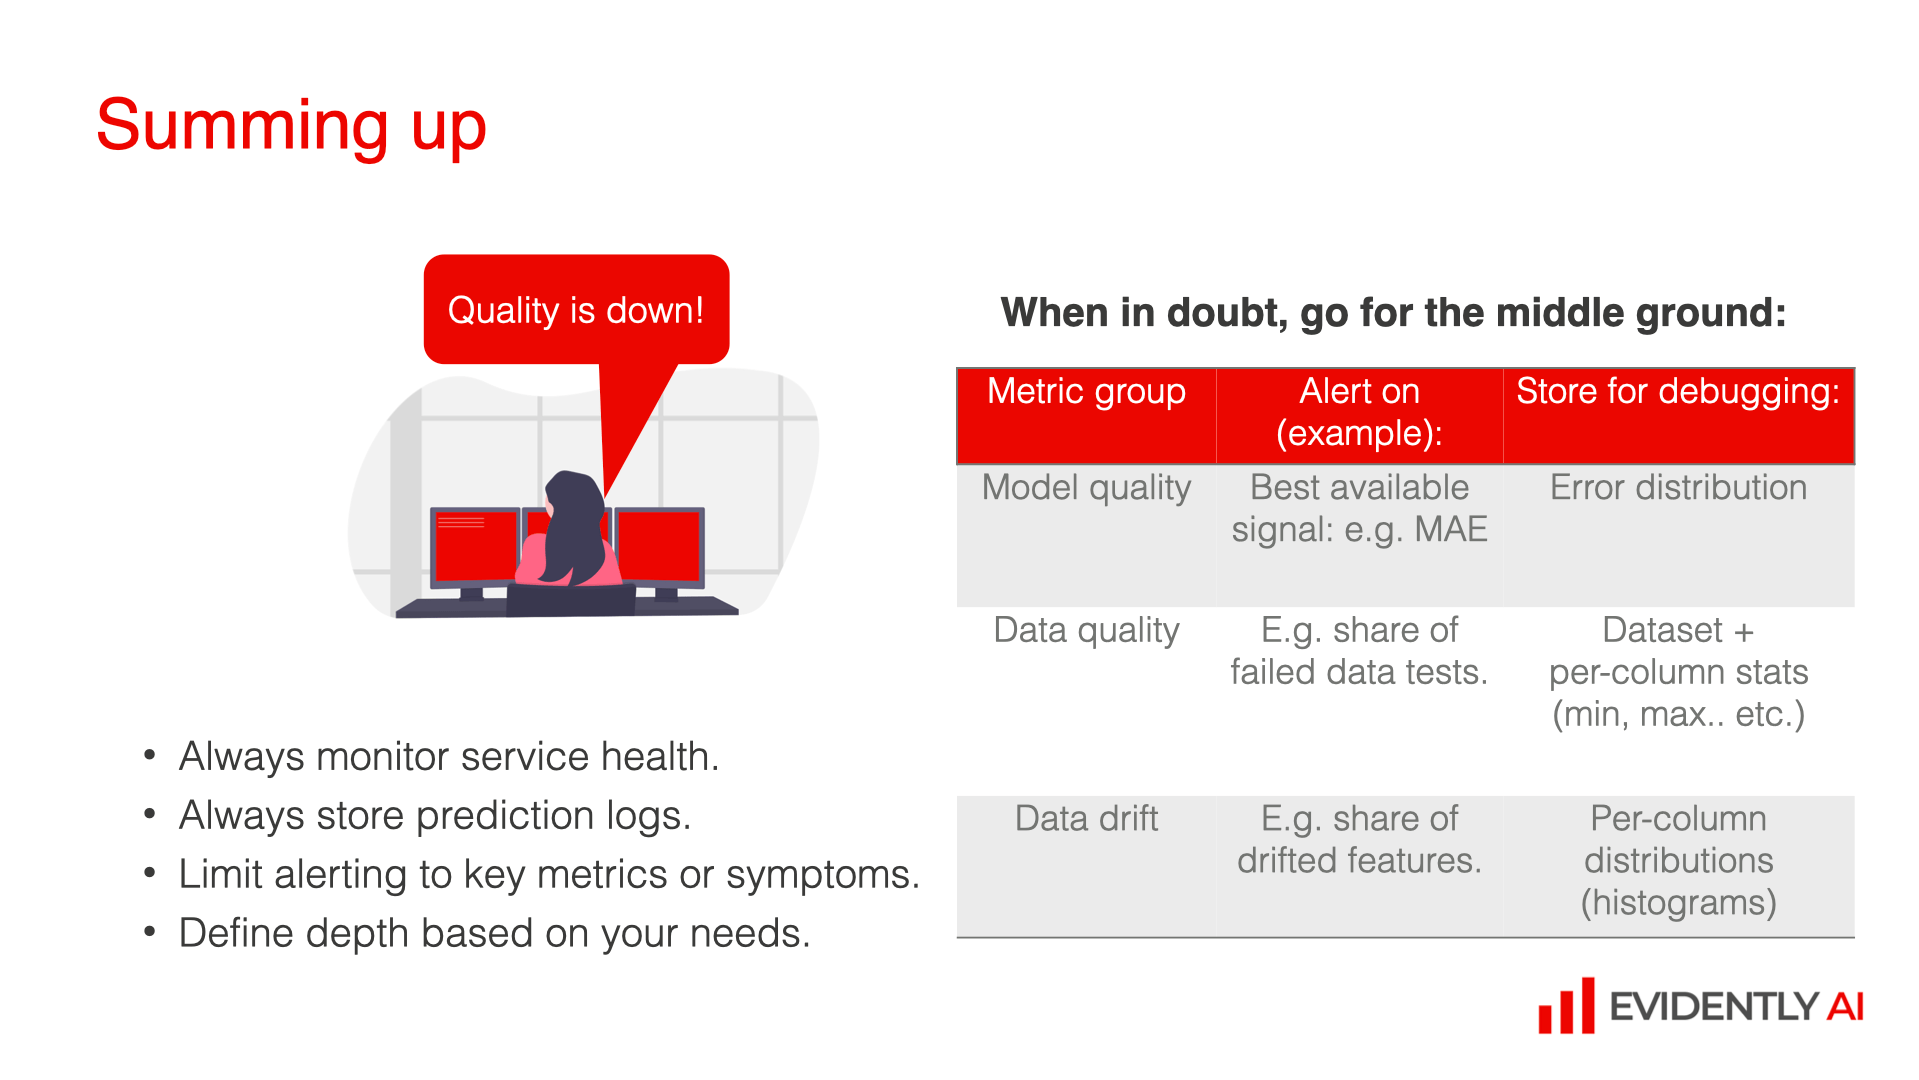 Summing up
Quality is down!
• Always monitor service health.
• Always store prediction logs.
• Limit alerting to key metrics or symptoms.
• Define depth based on your needs.
When in doubt, go for the middle ground:
Metric group
Alert on
(example):
Store for debugging:
Model quality
Best available
signal: e.g. MAE
Error distribution
Data quality
E.g. share of
failed data tests.
Dataset +
per-column stats
(min, max.. etc.)
Data drift
E.g. share of
drifted features.
Per-column
distributions
(histograms)
EVIDENTLY AI